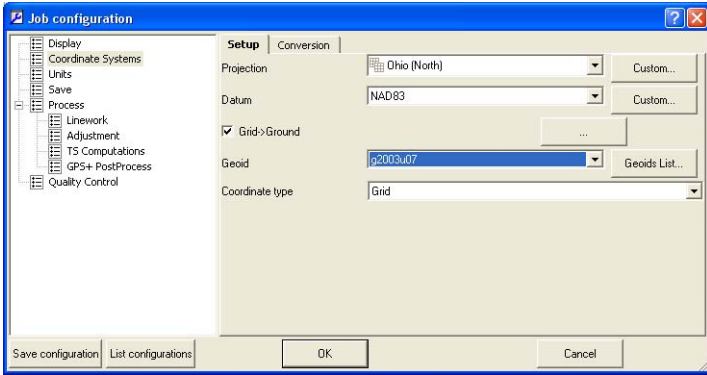 Job configuration
Display
Coordinate Systems
Units
Save
Process
Linework
Adjustment
TS Computations
GPS+ PostProcess
Quality Control
Setup Conversion
Projection Ohio (North) Custom...
Datum NAD83 Custom...
Grid->Ground ...
Geoid g2003u07 Geoids List...
Coordinate type Grid
Save configuration List configurations OK Cancel